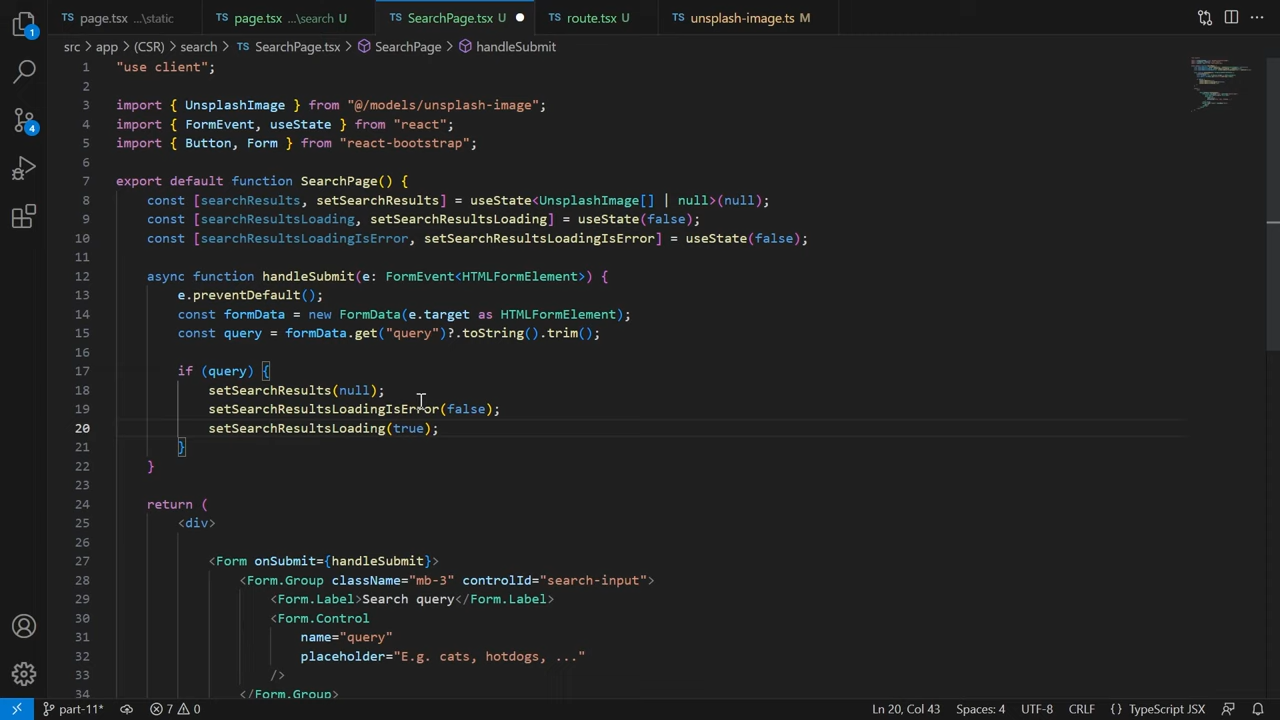 page.tsx ...\static
page.tsx ...\search U
TS SearchPage.tsx U
route.tsx U
unsplash-image.ts M
src > app > (CSR) > search > TS SearchPage.tsx > SearchPage > handleSubmit
1 "use client";
2
3 import { UnsplashImage } from "@/models/unsplash-image";
4 import { FormEvent, useState } from "react";
5 import { Button, Form } from "react-bootstrap";
6
7 export default function SearchPage() {
8 const [searchResults, setSearchResults] = useState<UnsplashImage[] | null>(null);
9 const [searchResultsLoading, setSearchResultsLoading] = useState(false);
10 const [searchResultsLoadingIsError, setSearchResultsLoadingIsError] = useState(false);
11
12 async function handleSubmit(e: FormEvent<HTMLFormElement>) {
13 e.preventDefault();
14 const formData = new FormData(e.target as HTMLFormElement);
15 const query = formData.get("query")?.toString().trim();
16
17 if (query) {
18 setSearchResults(null);
19 setSearchResultsLoadingIsError(false);
20 setSearchResultsLoading(true);
21 }
22 }
23
24 return (
25 <div>
26
27 <Form onSubmit={handleSubmit}>
28 <Form.Group className="mb-3" controlId="search-input">
29 <Form.Label>Search query</Form.Label>
30 <Form.Control
31 name="query"
32 placeholder="E.g. cats, hotdogs, ..."
33 />
34 </Form.Group>
1
4
part-11* 7 0 Ln 20, Col 43 Spaces: 4 UTF-8 CRLF {} TypeScript JSX